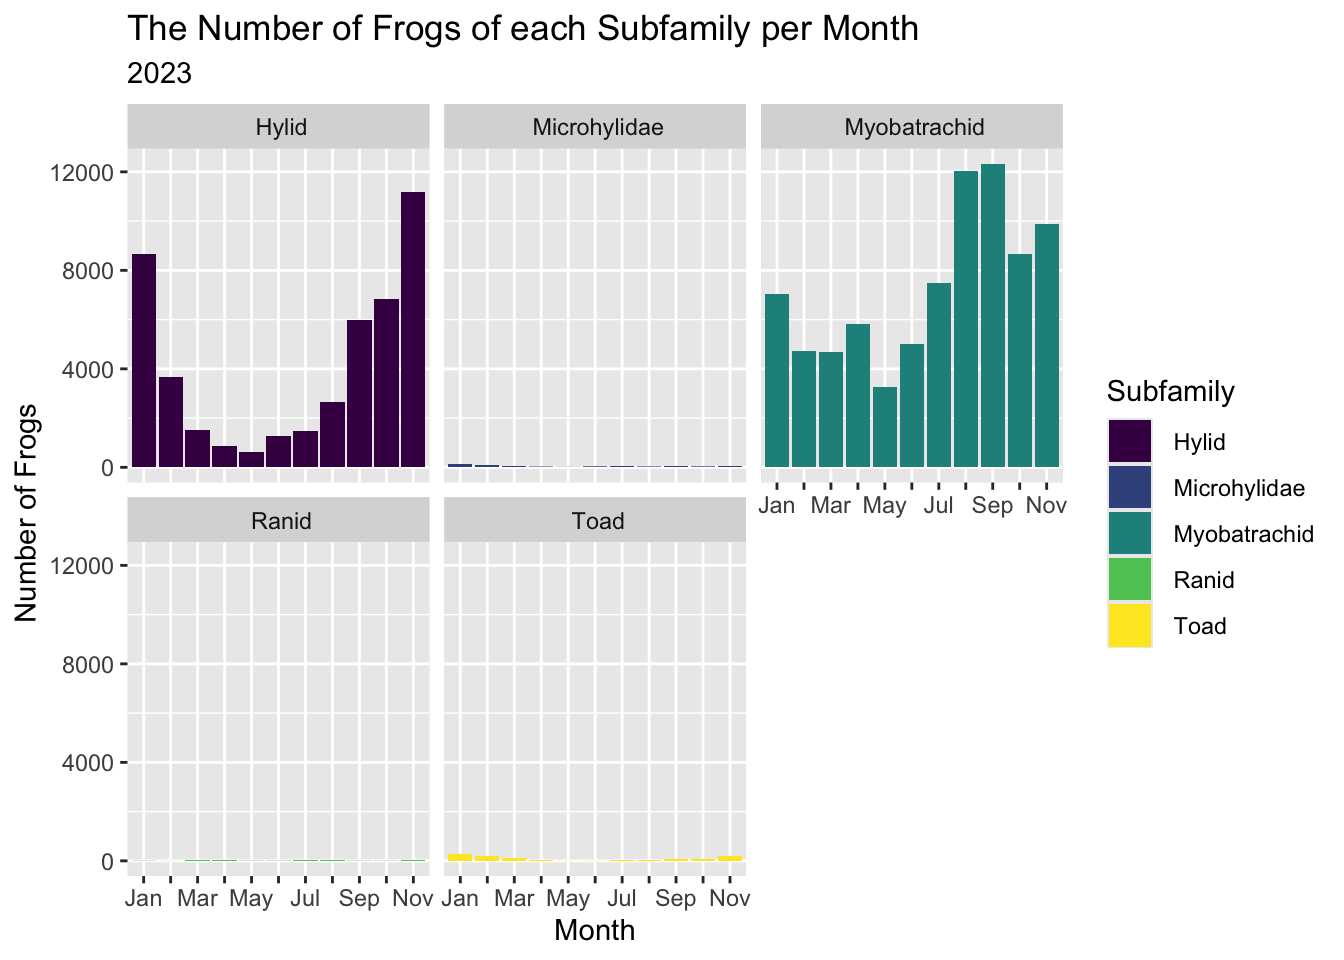 The Number of Frogs of each Subfamily per Month
2023
Hylid
Microhylidae
Myobatrachid
12000
8000
4000
0
Jan Mar May Jul Sep Nov
Ranid
Toad
12000
8000
4000
0
Jan Mar May Jul Sep Nov
Jan Mar May Jul Sep Nov
Month
Number of Frogs
Subfamily
Hylid
Microhylidae
Myobatrachid
Ranid
Toad